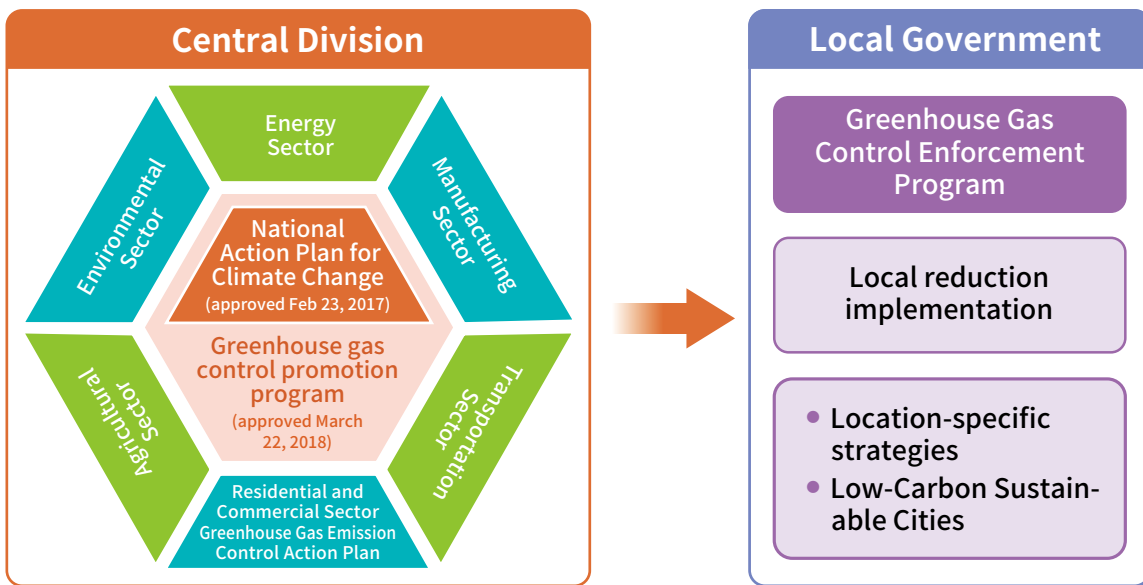 Central Division
Energy
Sector
Manufacturing
Sector
Environmental
Sector
National
Action Plan for
Climate Change
(approved Feb 23, 2017)
Greenhouse gas
control promotion
program
(approved March
22, 2018)
Agricultural
Sector
Transportation
Sector
Residential and
Commercial Sector
Greenhouse Gas Emission
Control Action Plan
Local Government
Greenhouse Gas
Control Enforcement
Program
Local reduction
implementation
• Location-specific
strategies
• Low-Carbon Sustain-
able Cities